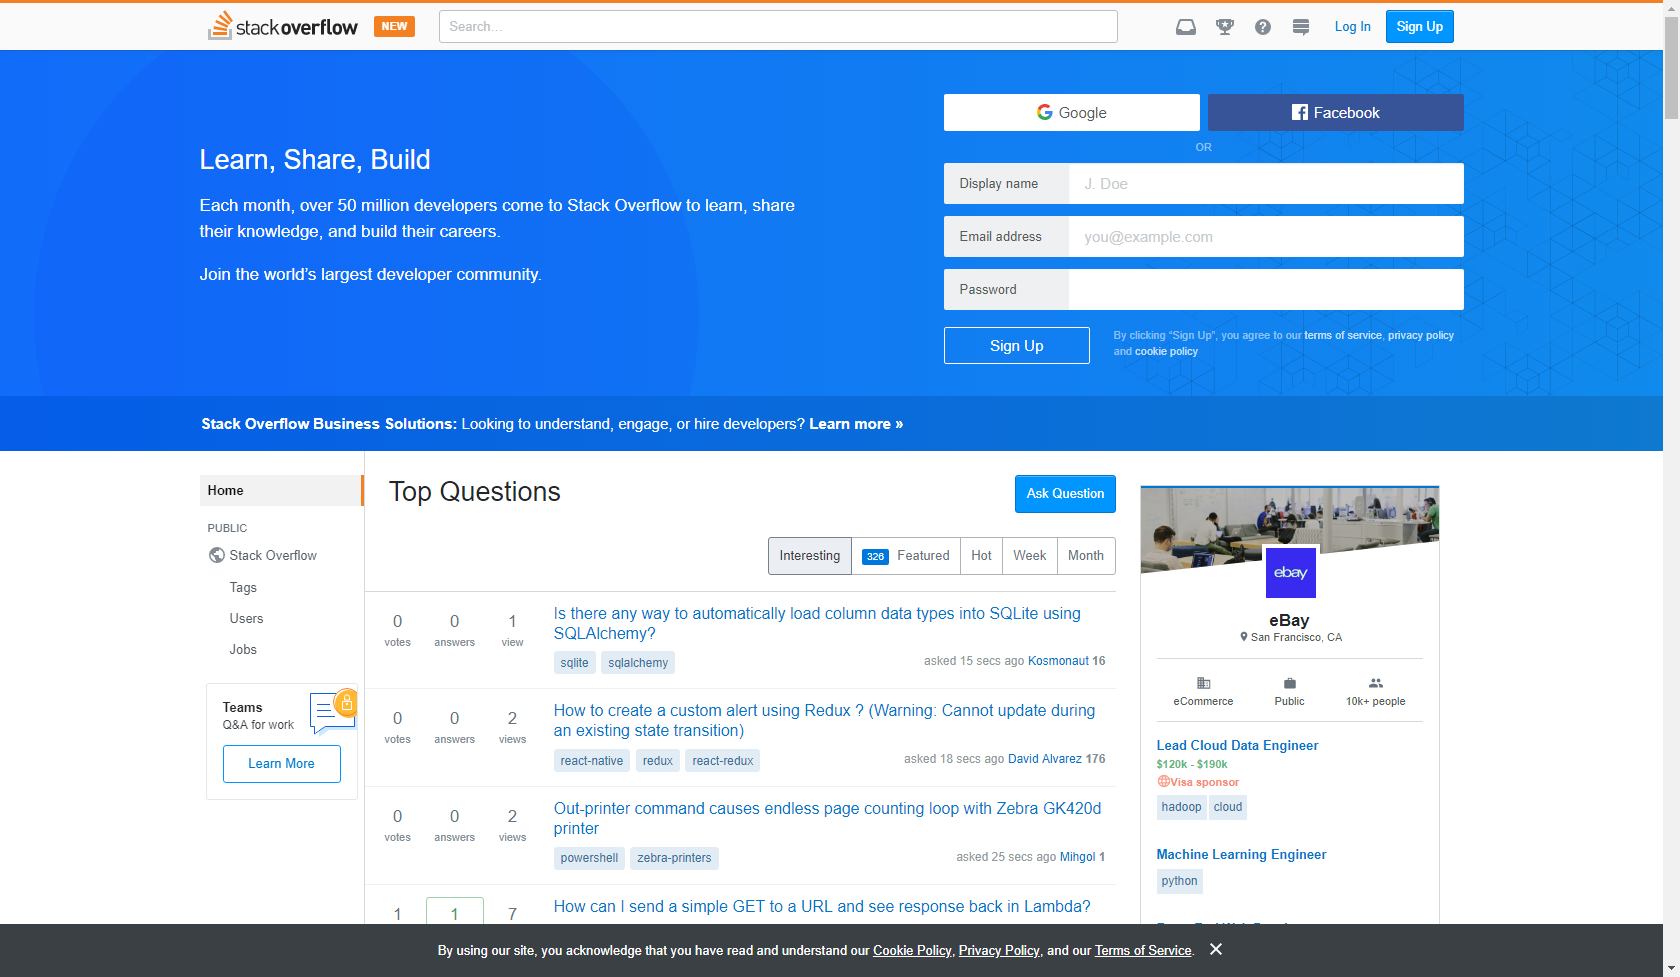 stackoverflow NEW Search... Log In Sign Up
Google Facebook
OR
Learn, Share, Build
Each month, over 50 million developers come to Stack Overflow to learn, share
their knowledge, and build their careers.
Join the world's largest developer community.
Display name J. Doe
Email address you@example.com
Password
Sign Up
By clicking "Sign Up", you agree to our terms of service, privacy policy
and cookie policy
Stack Overflow Business Solutions: Looking to understand, engage, or hire developers? Learn more »
Home
PUBLIC
Stack Overflow
Tags
Users
Jobs
Teams
Q&A for work
Learn More
Top Questions
Ask Question
Interesting 326 Featured Hot Week Month
0 votes 0 answers 1 view
Is there any way to automatically load column data types into SQLite using
SQLAlchemy?
sqlite sqlalchemy
asked 15 secs ago Kosmonaut 16
0 votes 0 answers 2 views
How to create a custom alert using Redux ? (Warning: Cannot update during
an existing state transition)
react-native redux react-redux
asked 18 secs ago David Alvarez 176
0 votes 0 answers 2 views
Out-printer command causes endless page counting loop with Zebra GK420d
printer
powershell zebra-printers
asked 25 secs ago Mihgol 1
1 1 7
How can I send a simple GET to a URL and see response back in Lambda?
ebay
eBay
San Francisco, CA
eCommerce Public 10k+ people
Lead Cloud Data Engineer
$120k - $190k
Visa sponsor
hadoop cloud
Machine Learning Engineer
python
By using our site, you acknowledge that you have read and understand our Cookie Policy, Privacy Policy, and our Terms of Service.